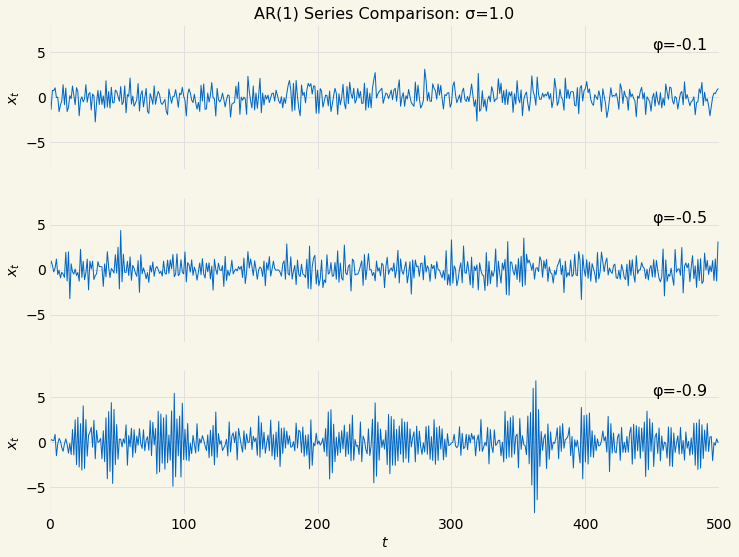 AR(1) Series Comparison: σ=1.0
φ=-0.1
5
0
−5
x_t
φ=-0.5
5
0
−5
x_t
φ=-0.9
5
0
−5
x_t
0 100 200 300 400 500
t